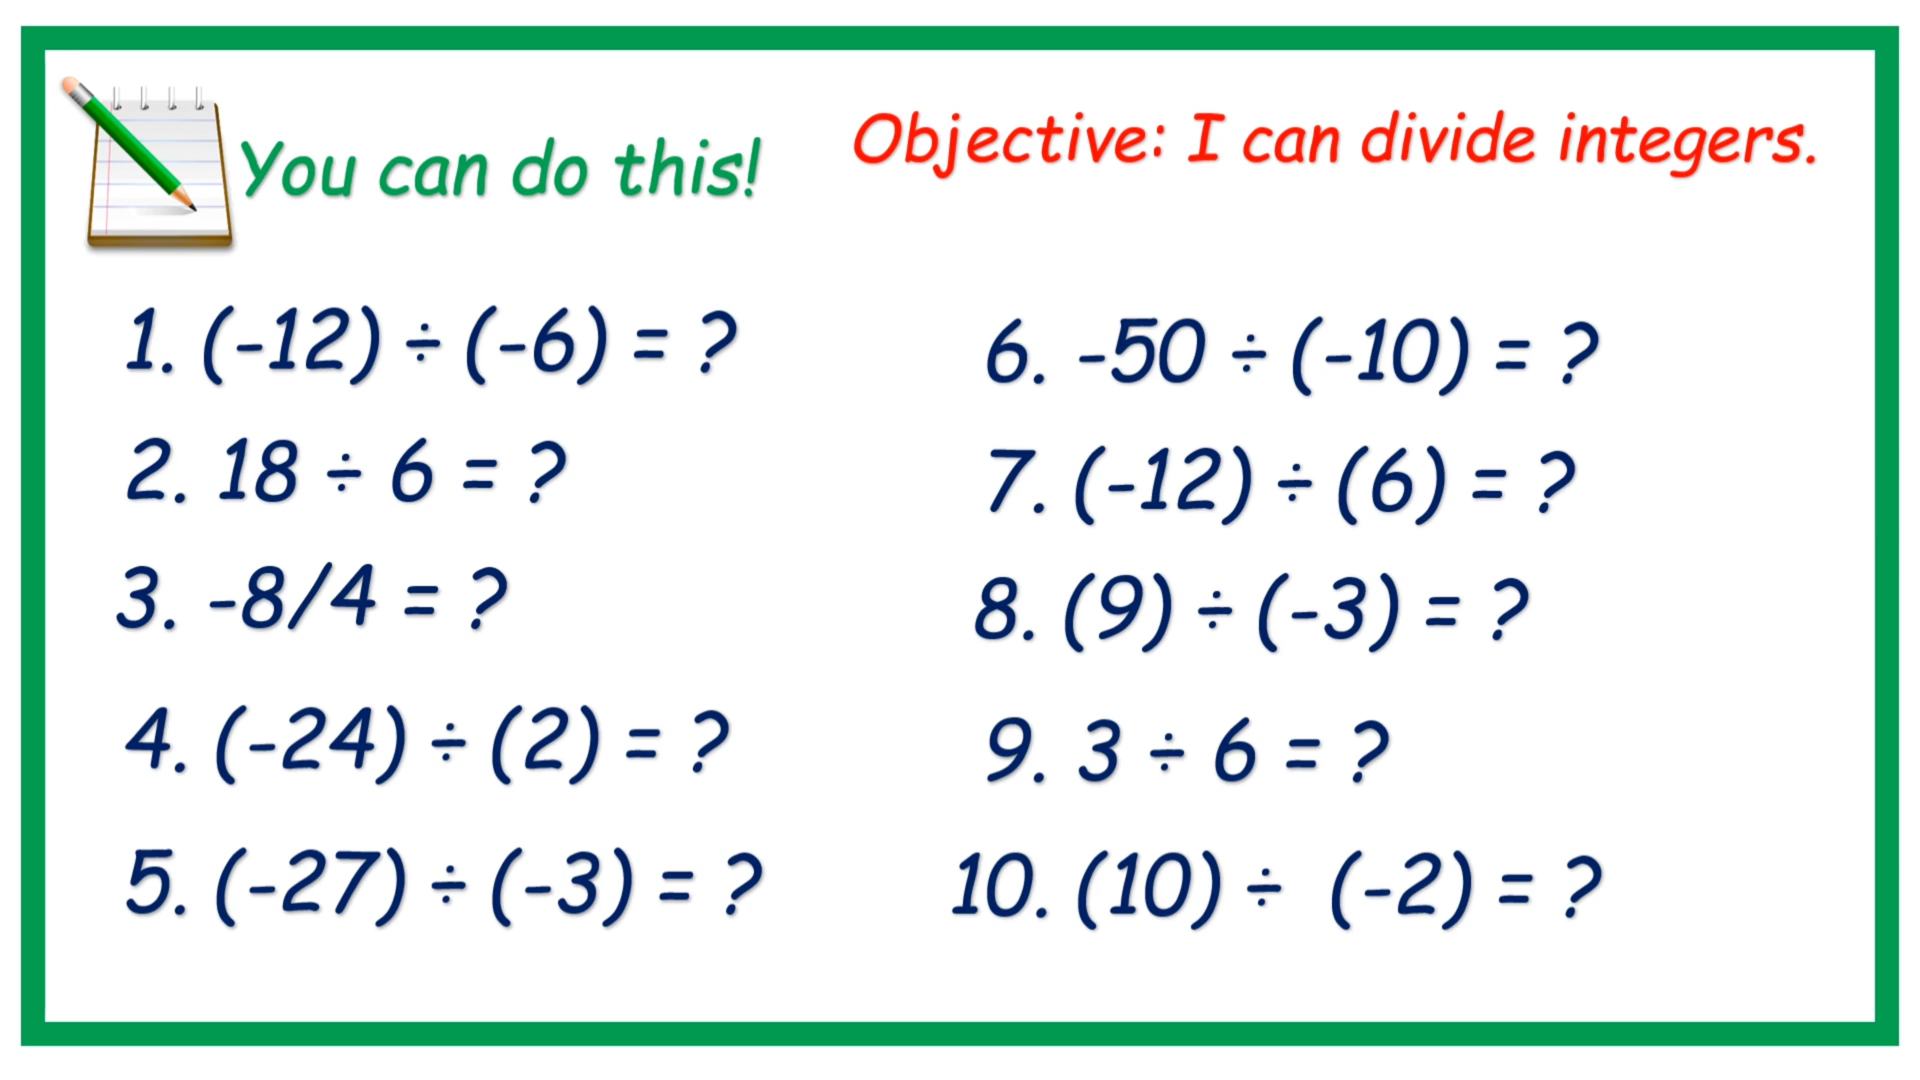 You can do this!
Objective: I can divide integers.
1. (-12) ÷ (-6) = ?
2. 18 ÷ 6 = ?
3. -8/4 = ?
4. (-24) ÷ (2) = ?
5. (-27) ÷ (-3) = ?
6. -50 ÷ (-10) = ?
7. (-12) ÷ (6) = ?
8. (9) ÷ (-3) = ?
9. 3 ÷ 6 = ?
10. (10) ÷ (-2) = ?